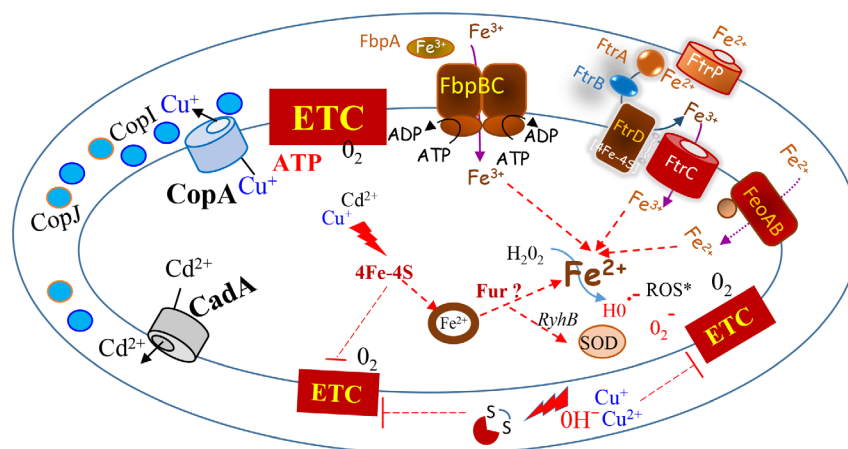 Fe³⁺
FbpA
Fe³⁺
FbpBC
Fe²⁺
FtrA
FtrP
Fe²⁺
FtrB
Cu⁺
CopI
ETC
ATP
0₂
ADP
ATP
ADP
ATP
Fe³⁺
FtrD
[4Fe-4S]
Fe³⁺
FtrC
Fe³⁺
CopA
Cu⁺
CopJ
Fe²⁺
FeoAB
Fe²⁺
Cd²⁺
Cu⁺
4Fe-4S
H₂O₂
Fe²⁺
Fur ?
Fe²⁺
RyhB
SOD
H0•
ROS*
0₂
0₂⁻
ETC
Cd²⁺
CadA
Cd²⁺
O₂
ETC
S
S
0H⁻
Cu⁺
Cu²⁺